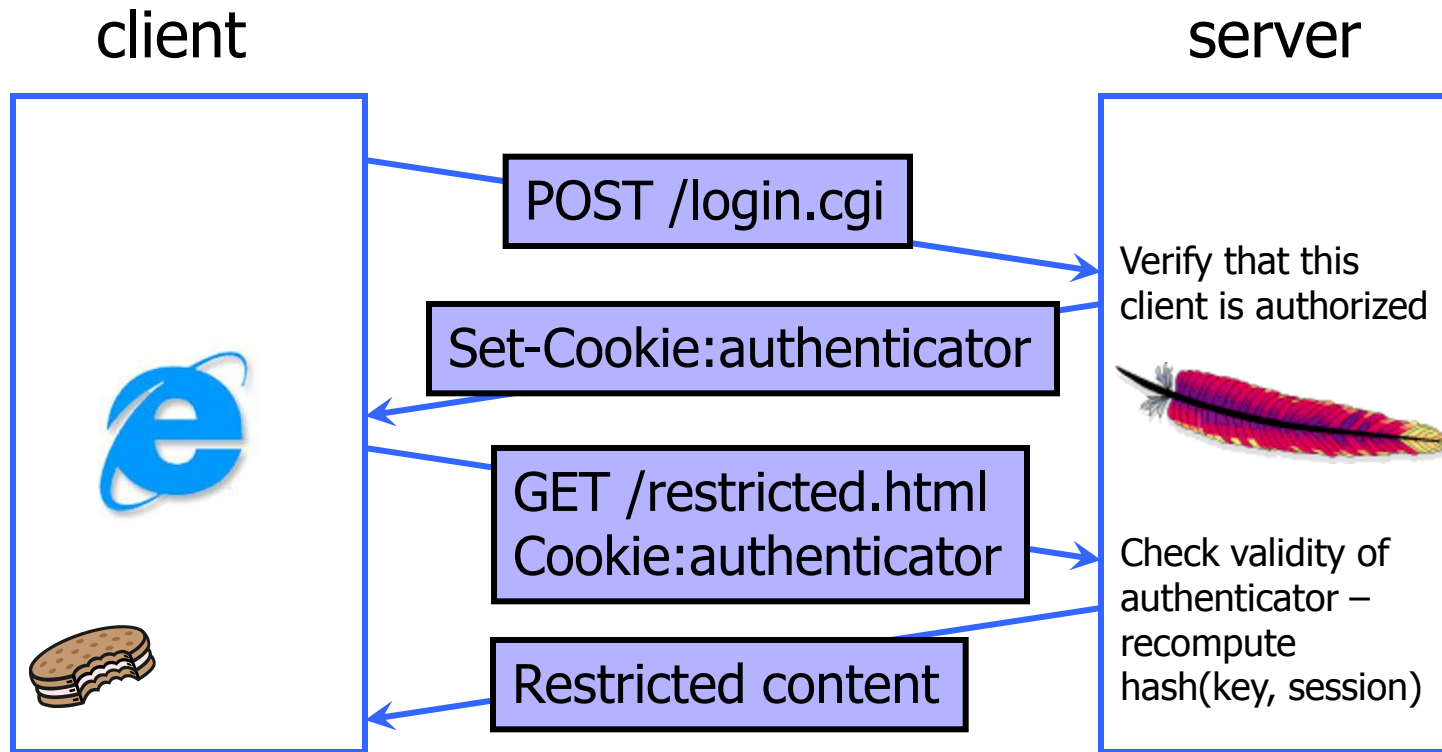 client
server
POST /login.cgi
Verify that this
client is authorized
Set-Cookie:authenticator
GET /restricted.html
Cookie:authenticator
Check validity of
authenticator –
recompute
hash(key, session)
Restricted content